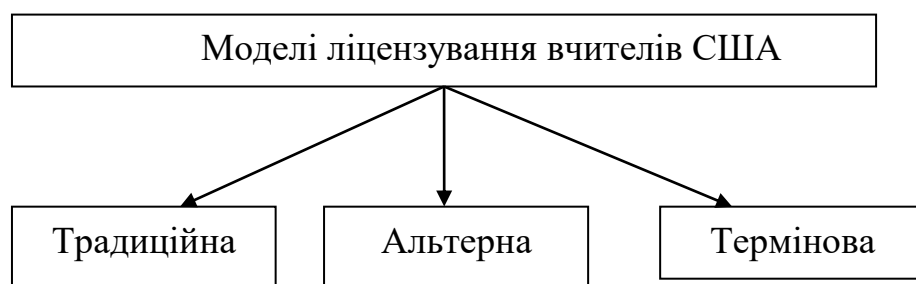 Моделі ліцензування вчителів США
Традиційна
Альтерна
Термінова